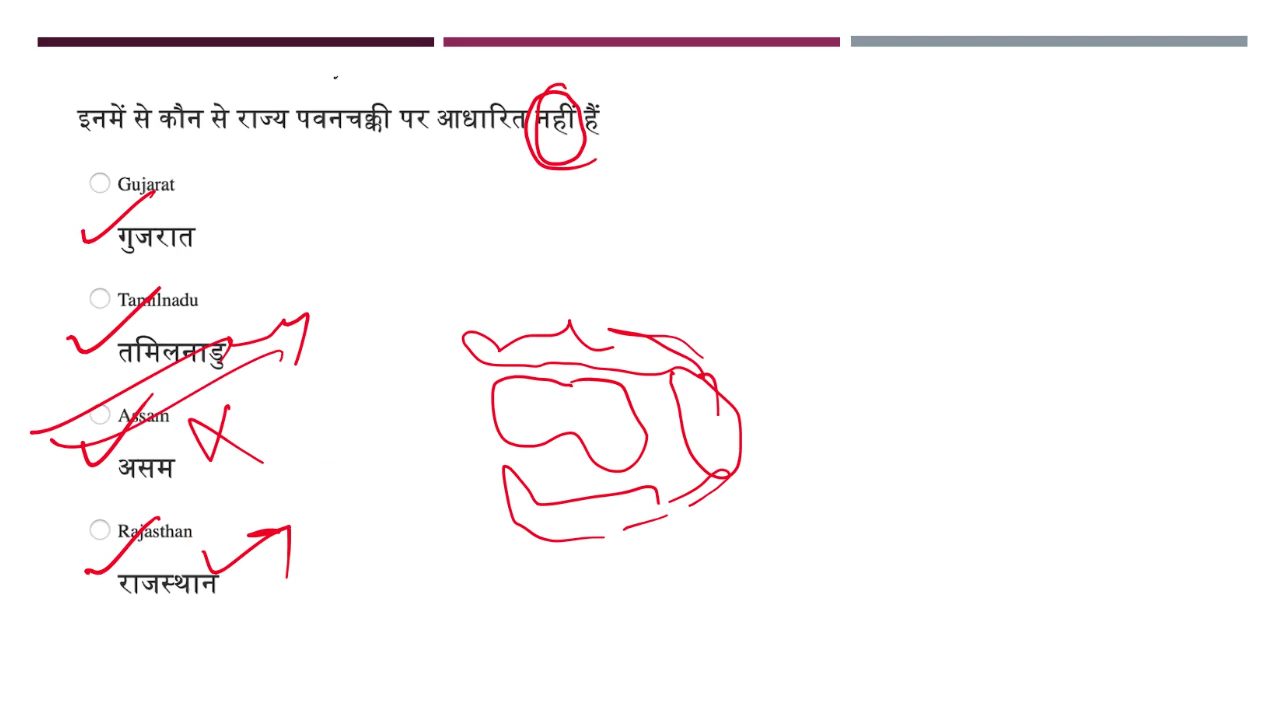 इनमें से कौन से राज्य पवनचक्की पर आधारित नहीं हैं
Gujarat
गुजरात
Tamilnadu
तमिलनाडु
Assam
असम
Rajasthan
राजस्थान